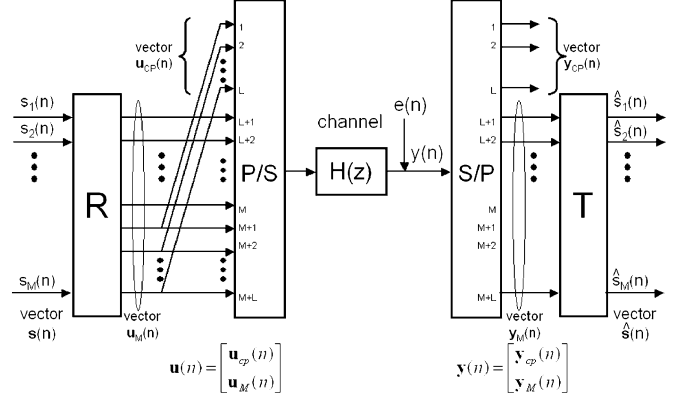 vector
u_CP(n)
1
2
L
L+1
L+2
M
M+1
M+2
M+L
s_1(n)
s_2(n)
s_M(n)
vector
s(n)
R
vector
u_M(n)
P/S
channel
H(z)
e(n)
y(n)
S/P
1
2
L
L+1
L+2
M
M+1
M+2
M+L
vector
y_CP(n)
vector
y_M(n)
T
ŝ_1(n)
ŝ_2(n)
ŝ_M(n)
vector
ŝ(n)
u(n) = [u_cp(n)
u_M(n)]
y(n) = [y_cp(n)
y_M(n)]